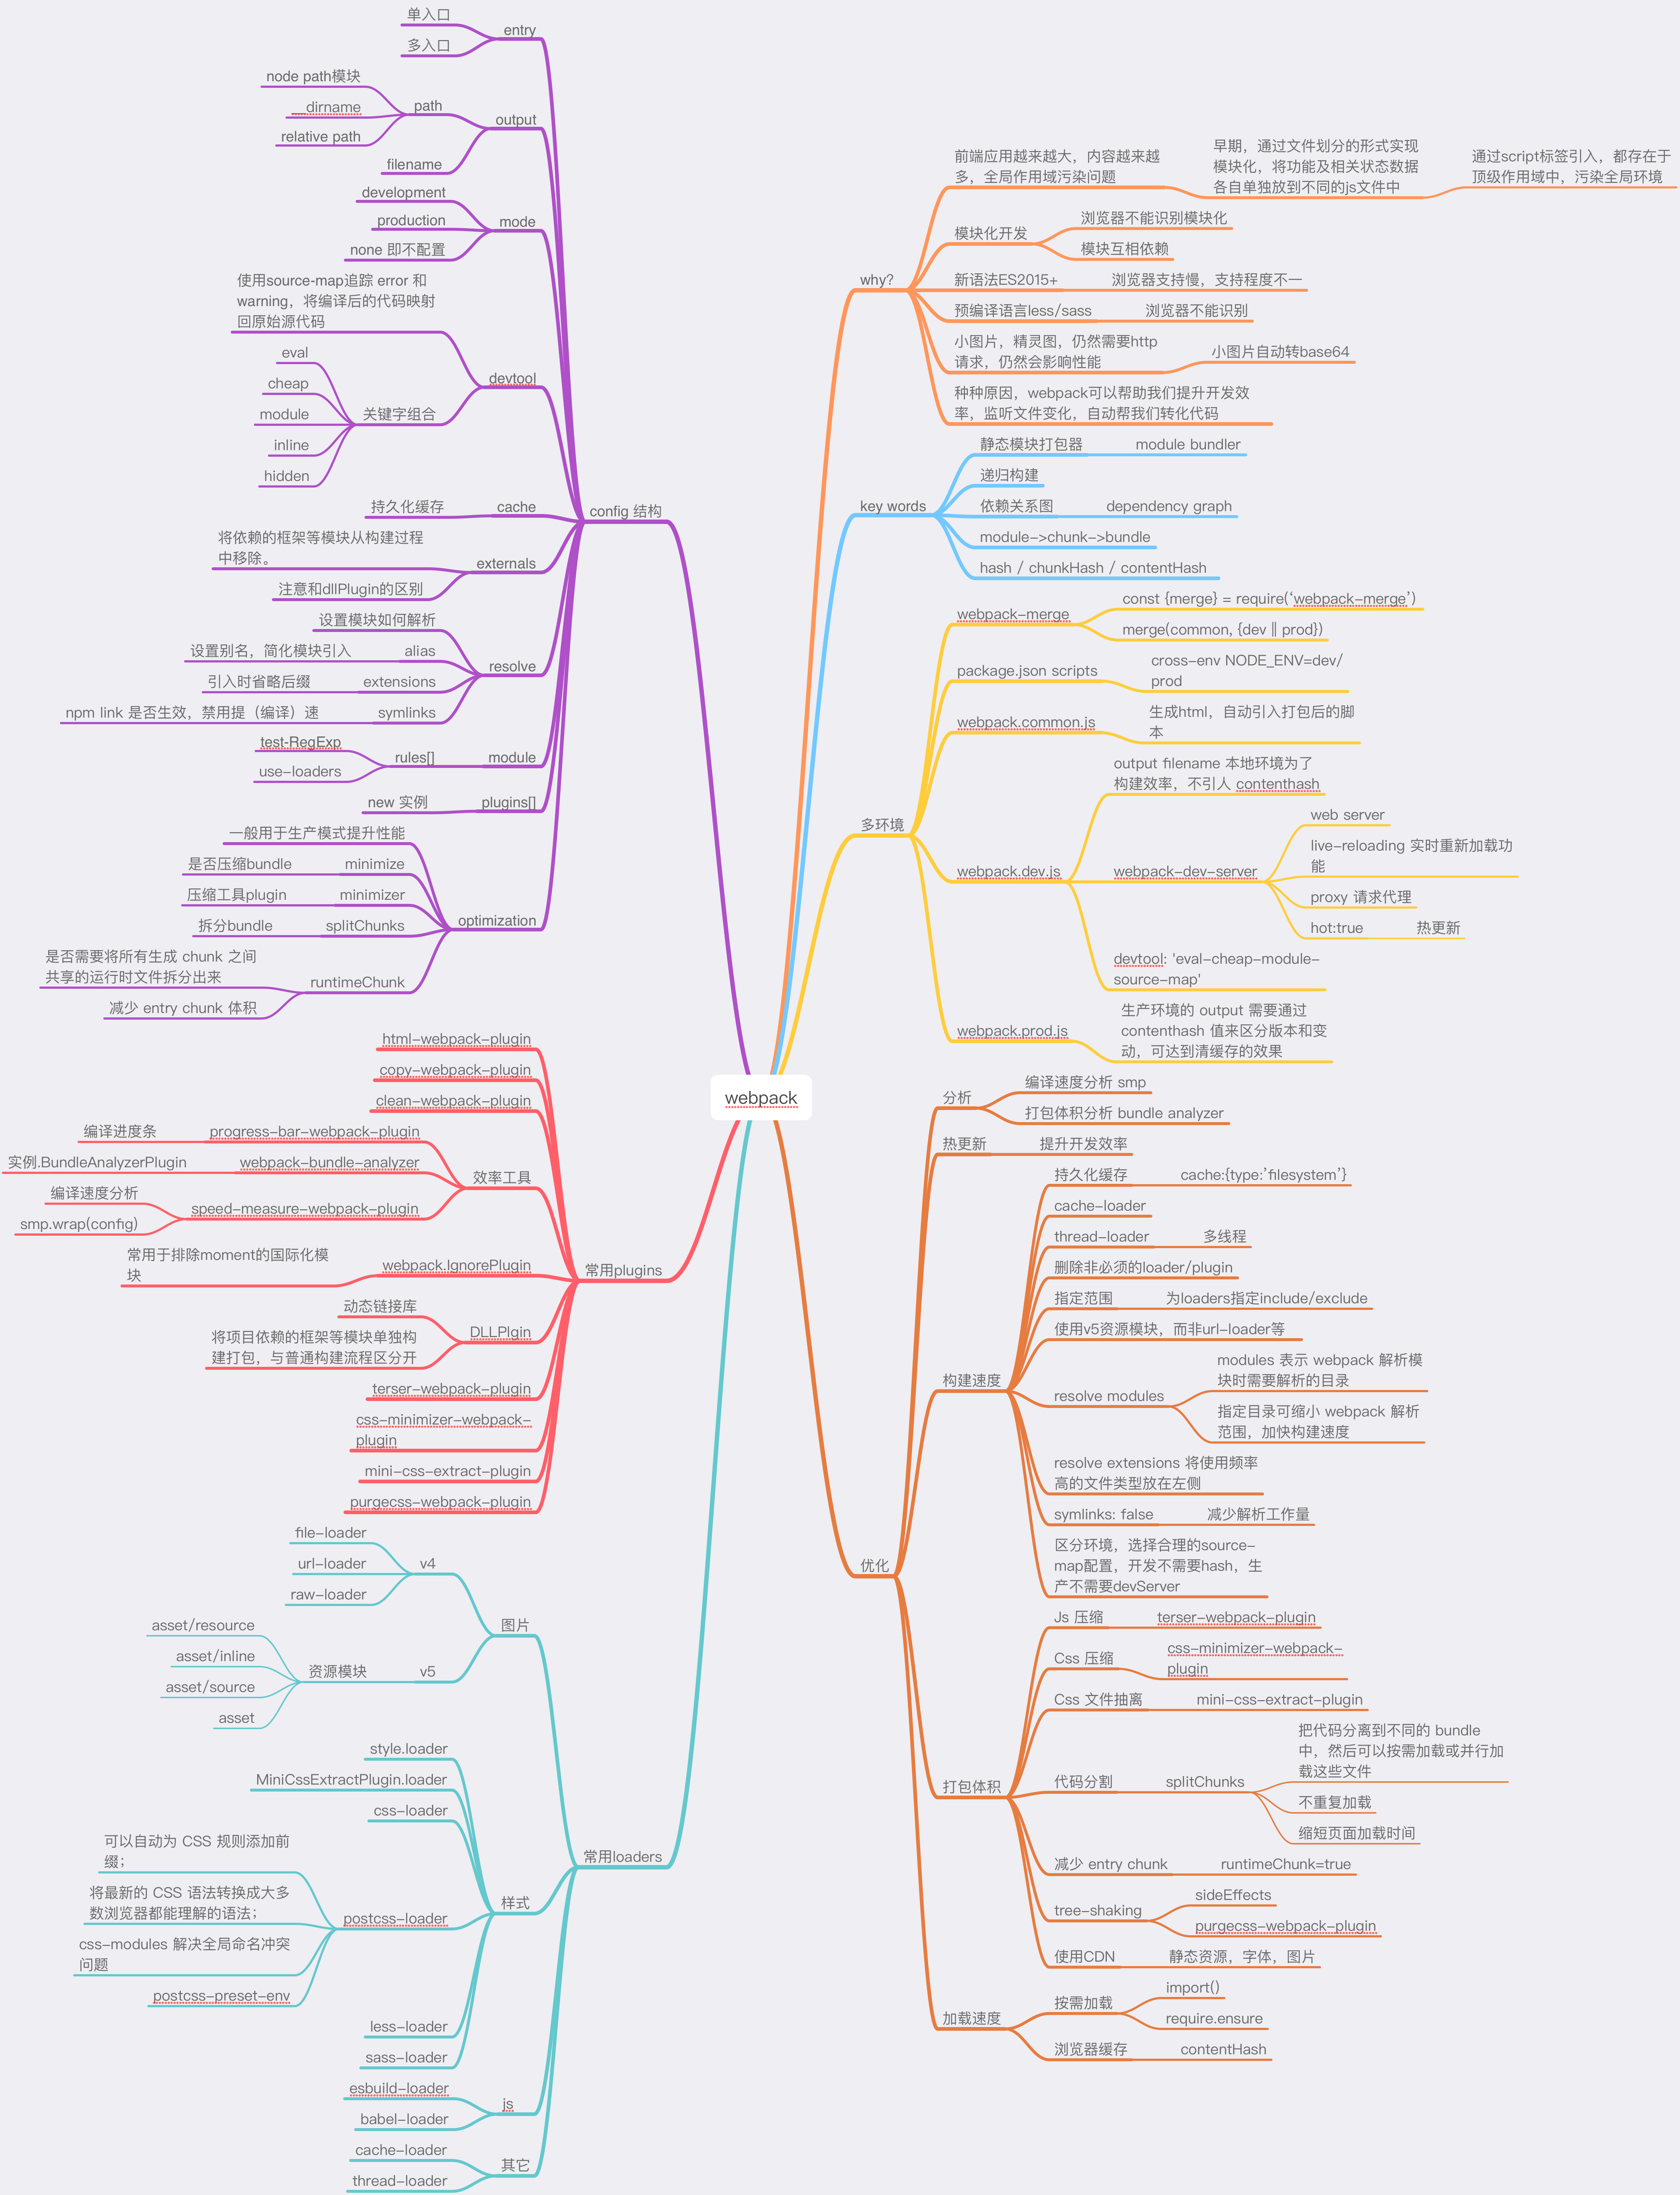 webpack
why?
前端应用越来越大，内容越来越
多，全局作用域污染问题
早期，通过文件划分的形式实现
模块化，将功能及相关状态数据
各自单独放到不同的js文件中
通过script标签引入，都存在于
顶级作用域中，污染全局环境
模块化开发
浏览器不能识别模块化
模块互相依赖
新语法ES2015+
浏览器支持慢，支持程度不一
预编译语言less/sass
浏览器不能识别
小图片，精灵图，仍然需要http
请求，仍然会影响性能
小图片自动转base64
种种原因，webpack可以帮助我们提升开发效
率，监听文件变化，自动帮我们转化代码
key words
静态模块打包器
module bundler
递归构建
依赖关系图
dependency graph
module->chunk->bundle
hash / chunkHash / contentHash
多环境
webpack-merge
const {merge} = require(‘webpack-merge’)
merge(common, {dev || prod})
package.json scripts
cross-env NODE_ENV=dev/
prod
webpack.common.js
生成html，自动引入打包后的脚
本
webpack.dev.js
output filename 本地环境为了
构建效率，不引人 contenthash
webpack-dev-server
web server
live-reloading 实时重新加载功
能
proxy 请求代理
hot:true
热更新
devtool: 'eval-cheap-module-
source-map'
webpack.prod.js
生产环境的 output 需要通过
contenthash 值来区分版本和变
动，可达到清缓存的效果
优化
分析
编译速度分析 smp
打包体积分析 bundle analyzer
热更新
提升开发效率
构建速度
持久化缓存
cache:{type:’filesystem’}
cache-loader
thread-loader
多线程
删除非必须的loader/plugin
指定范围
为loaders指定include/exclude
使用v5资源模块，而非url-loader等
resolve modules
modules 表示 webpack 解析模
块时需要解析的目录
指定目录可缩小 webpack 解析
范围，加快构建速度
resolve extensions 将使用频率
高的文件类型放在左侧
symlinks: false
减少解析工作量
区分环境，选择合理的source-
map配置，开发不需要hash，生
产不需要devServer
打包体积
Js 压缩
terser-webpack-plugin
Css 压缩
css-minimizer-webpack-
plugin
Css 文件抽离
mini-css-extract-plugin
代码分割
splitChunks
把代码分离到不同的 bundle
中，然后可以按需加载或并行加
载这些文件
不重复加载
缩短页面加载时间
减少 entry chunk
runtimeChunk=true
tree-shaking
sideEffects
purgecss-webpack-plugin
使用CDN
静态资源，字体，图片
加载速度
按需加载
import()
require.ensure
浏览器缓存
contentHash
config 结构
entry
单入口
多入口
output
path
node path模块
__dirname
relative path
filename
mode
development
production
none 即不配置
devtool
使用source-map追踪 error 和
warning，将编译后的代码映射
回原始源代码
关键字组合
eval
cheap
module
inline
hidden
cache
持久化缓存
externals
将依赖的框架等模块从构建过程
中移除。
注意和dllPlugin的区别
resolve
设置模块如何解析
alias
设置别名，简化模块引入
extensions
引入时省略后缀
symlinks
npm link 是否生效，禁用提（编译）速
module
rules[]
test-RegExp
use-loaders
plugins[]
new 实例
optimization
一般用于生产模式提升性能
minimize
是否压缩bundle
minimizer
压缩工具plugin
splitChunks
拆分bundle
runtimeChunk
是否需要将所有生成 chunk 之间
共享的运行时文件拆分出来
减少 entry chunk 体积
常用plugins
html-webpack-plugin
copy-webpack-plugin
clean-webpack-plugin
效率工具
progress-bar-webpack-plugin
编译进度条
webpack-bundle-analyzer
实例.BundleAnalyzerPlugin
speed-measure-webpack-plugin
编译速度分析
smp.wrap(config)
webpack.IgnorePlugin
常用于排除moment的国际化模
块
DLLPlgin
动态链接库
将项目依赖的框架等模块单独构
建打包，与普通构建流程区分开
terser-webpack-plugin
css-minimizer-webpack-
plugin
mini-css-extract-plugin
purgecss-webpack-plugin
常用loaders
图片
v4
file-loader
url-loader
raw-loader
v5
资源模块
asset/resource
asset/inline
asset/source
asset
样式
style.loader
MiniCssExtractPlugin.loader
css-loader
postcss-loader
可以自动为 CSS 规则添加前
缀；
将最新的 CSS 语法转换成大多
数浏览器都能理解的语法；
css-modules 解决全局命名冲突
问题
postcss-preset-env
less-loader
sass-loader
js
esbuild-loader
babel-loader
其它
cache-loader
thread-loader